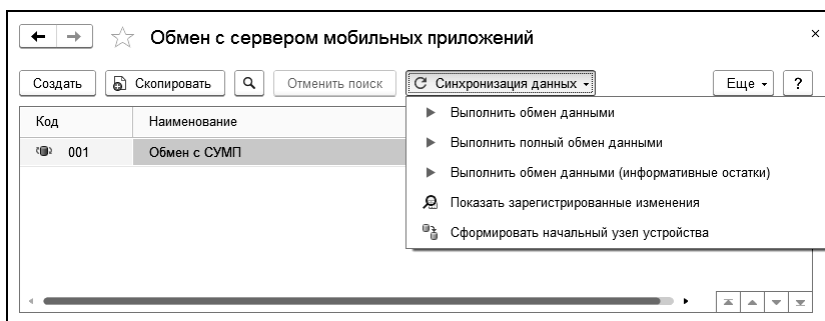 Обмен с сервером мобильных приложений
Создать Скопировать Отменить поиск Синхронизация данных Еще ?
Код Наименование
Выполнить обмен данными
001 Обмен с СУМП
Выполнить полный обмен данными
Выполнить обмен данными (информативные остатки)
Показать зарегистрированные изменения
Сформировать начальный узел устройства